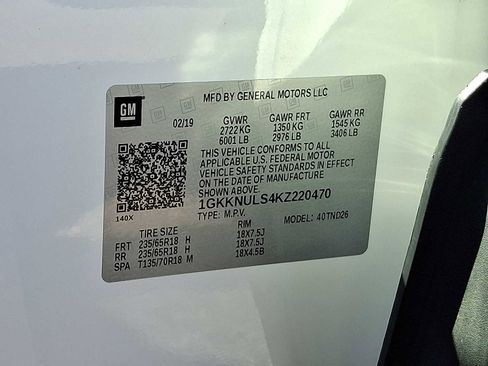 GM
MFD BY GENERAL MOTORS LLC
02/19 GVWR GAWR FRT GAWR RR
2722 KG 1350 KG 1545 KG
6001 LB 2976 LB 3406 LB
THIS VEHICLE CONFORMS TO ALL
APPLICABLE U.S. FEDERAL MOTOR
VEHICLE SAFETY STANDARDS IN EFFECT
ON THE DATE OF MANUFACTURE
SHOWN ABOVE.
140X
1GKKNULS4KZ220470
TYPE: M.P.V. MODEL: 40TND26
TIRE SIZE RIM
FRT 235/65R18 H 18X7.5J
RR 235/65R18 H 18X7.5J
SPA T135/70R18 M 18X4.5B